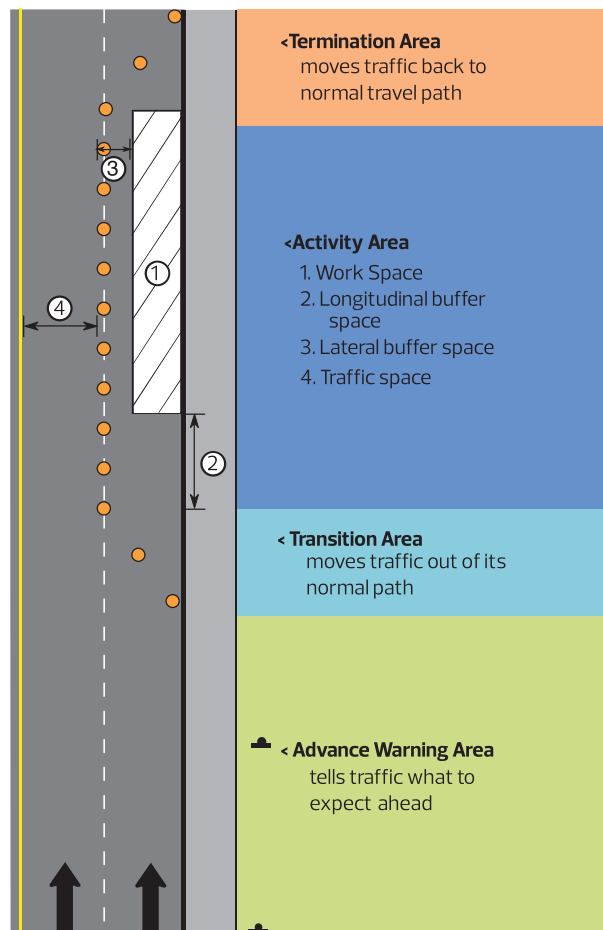 <Termination Area
moves traffic back to
normal travel path
3
<Activity Area
1
1. Work Space
2. Longitudinal buffer
space
4
3. Lateral buffer space
4. Traffic space
2
< Transition Area
moves traffic out of its
normal path
< Advance Warning Area
tells traffic what to
expect ahead